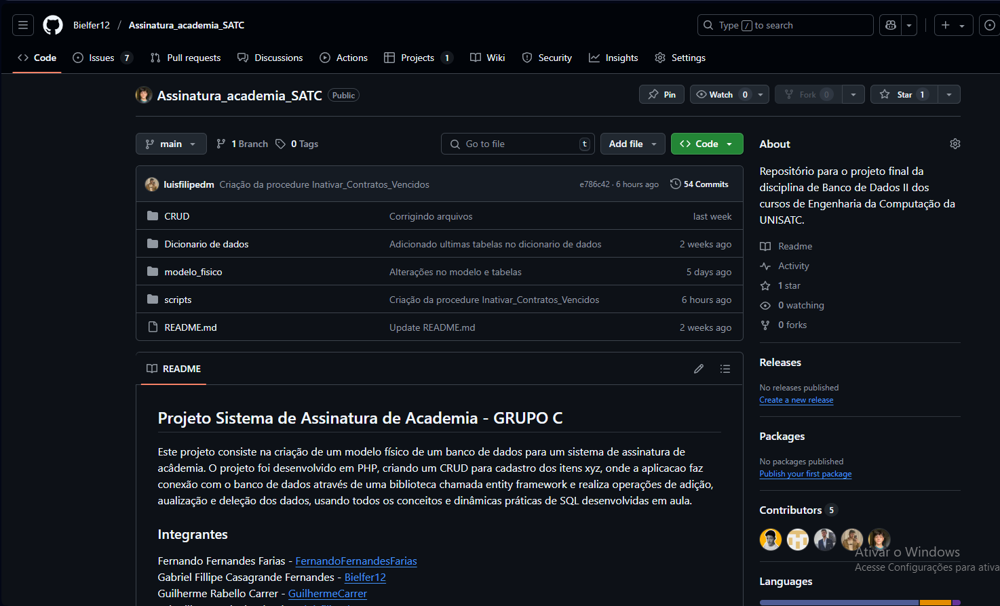 Bielfer12 / Assinatura_academia_SATC
Type / to search
Code
Issues 7
Pull requests
Discussions
Actions
Projects 1
Wiki
Security
Insights
Settings
Assinatura_academia_SATC Public
Pin
Watch 0
Fork 0
Star 1
main
1 Branch
0 Tags
Go to file t
Add file
Code
luisfilipedm Criação da procedure Inativar_Contratos_Vencidos e786c42 · 6 hours ago 54 Commits
CRUD Corrigindo arquivos last week
Dicionario de dados Adicionado ultimas tabelas no dicionario de dados 2 weeks ago
modelo_fisico Alterações no modelo e tabelas 5 days ago
scripts Criação da procedure Inativar_Contratos_Vencidos 6 hours ago
README.md Update README.md 2 weeks ago
README
Projeto Sistema de Assinatura de Academia - GRUPO C
Este projeto consiste na criação de um modelo físico de um banco de dados para um sistema de assinatura de
acâdemia. O projeto foi desenvolvido em PHP, criando um CRUD para cadastro dos itens xyz, onde a aplicacao faz
conexão com o banco de dados através de uma biblioteca chamada entity framework e realiza operações de adição,
aualização e deleção dos dados, usando todos os conceitos e dinâmicas práticas de SQL desenvolvidas em aula.
Integrantes
Fernando Fernandes Farias - FernandoFernandesFarias
Gabriel Fillipe Casagrande Fernandes - Bielfer12
Guilherme Rabello Carrer - GuilhermeCarrer
About
Repositório para o projeto final da
disciplina de Banco de Dados II dos
cursos de Engenharia da Computação da
UNISATC.
Readme
Activity
1 star
0 watching
0 forks
Releases
No releases published
Create a new release
Packages
No packages published
Publish your first package
Contributors 5
Ativar o Windows
Acesse Configurações para ativa
Languages